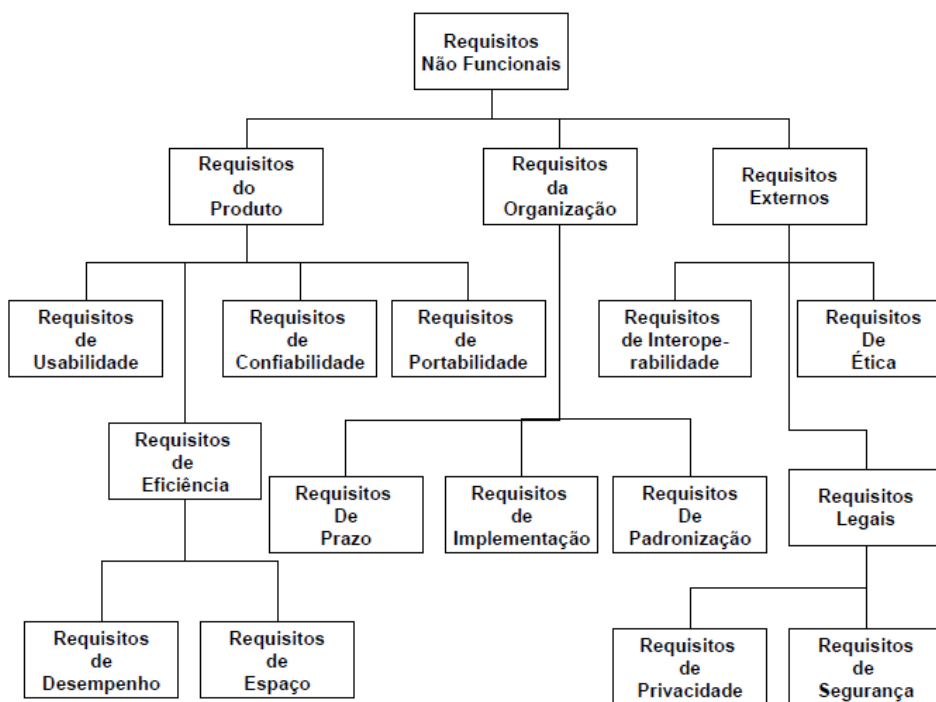 Requisitos
Não Funcionais
Requisitos
do
Produto
Requisitos
da
Organização
Requisitos
Externos
Requisitos
de
Usabilidade
Requisitos
de
Confiabilidade
Requisitos
de
Portabilidade
Requisitos
de Interope-
rabilidade
Requisitos
De
Ética
Requisitos
de
Eficiência
Requisitos
De
Prazo
Requisitos
de
Implementação
Requisitos
De
Padronização
Requisitos
Legais
Requisitos
de
Desempenho
Requisitos
de
Espaço
Requisitos
de
Privacidade
Requisitos
de
Segurança